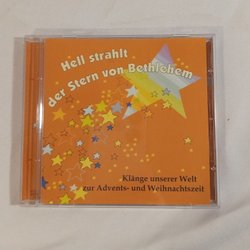 Hell strahlt
der Stern von Bethlehem
Klänge unserer Welt
zur Advents- und Weihnachtszeit